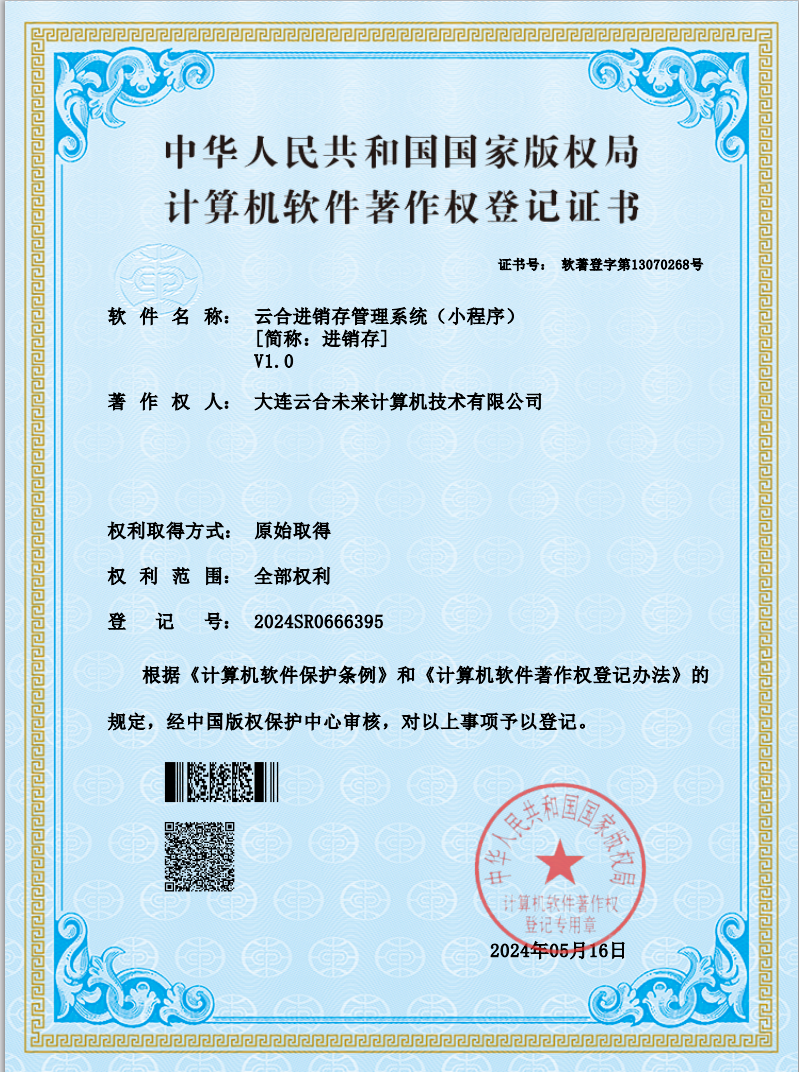 中华人民共和国国家版权局
计算机软件著作权登记证书
证书号： 软著登字第13070268号
软件名称： 云合进销存管理系统（小程序）
[简称：进销存]
V1.0
著作权人： 大连云合未来计算机技术有限公司
权利取得方式： 原始取得
权利范围： 全部权利
登记号： 2024SR0666395
根据《计算机软件保护条例》和《计算机软件著作权登记办法》的
规定，经中国版权保护中心审核，对以上事项予以登记。
中华人民共和国国家版权局
计算机软件著作权
登记专用章
2024年05月16日